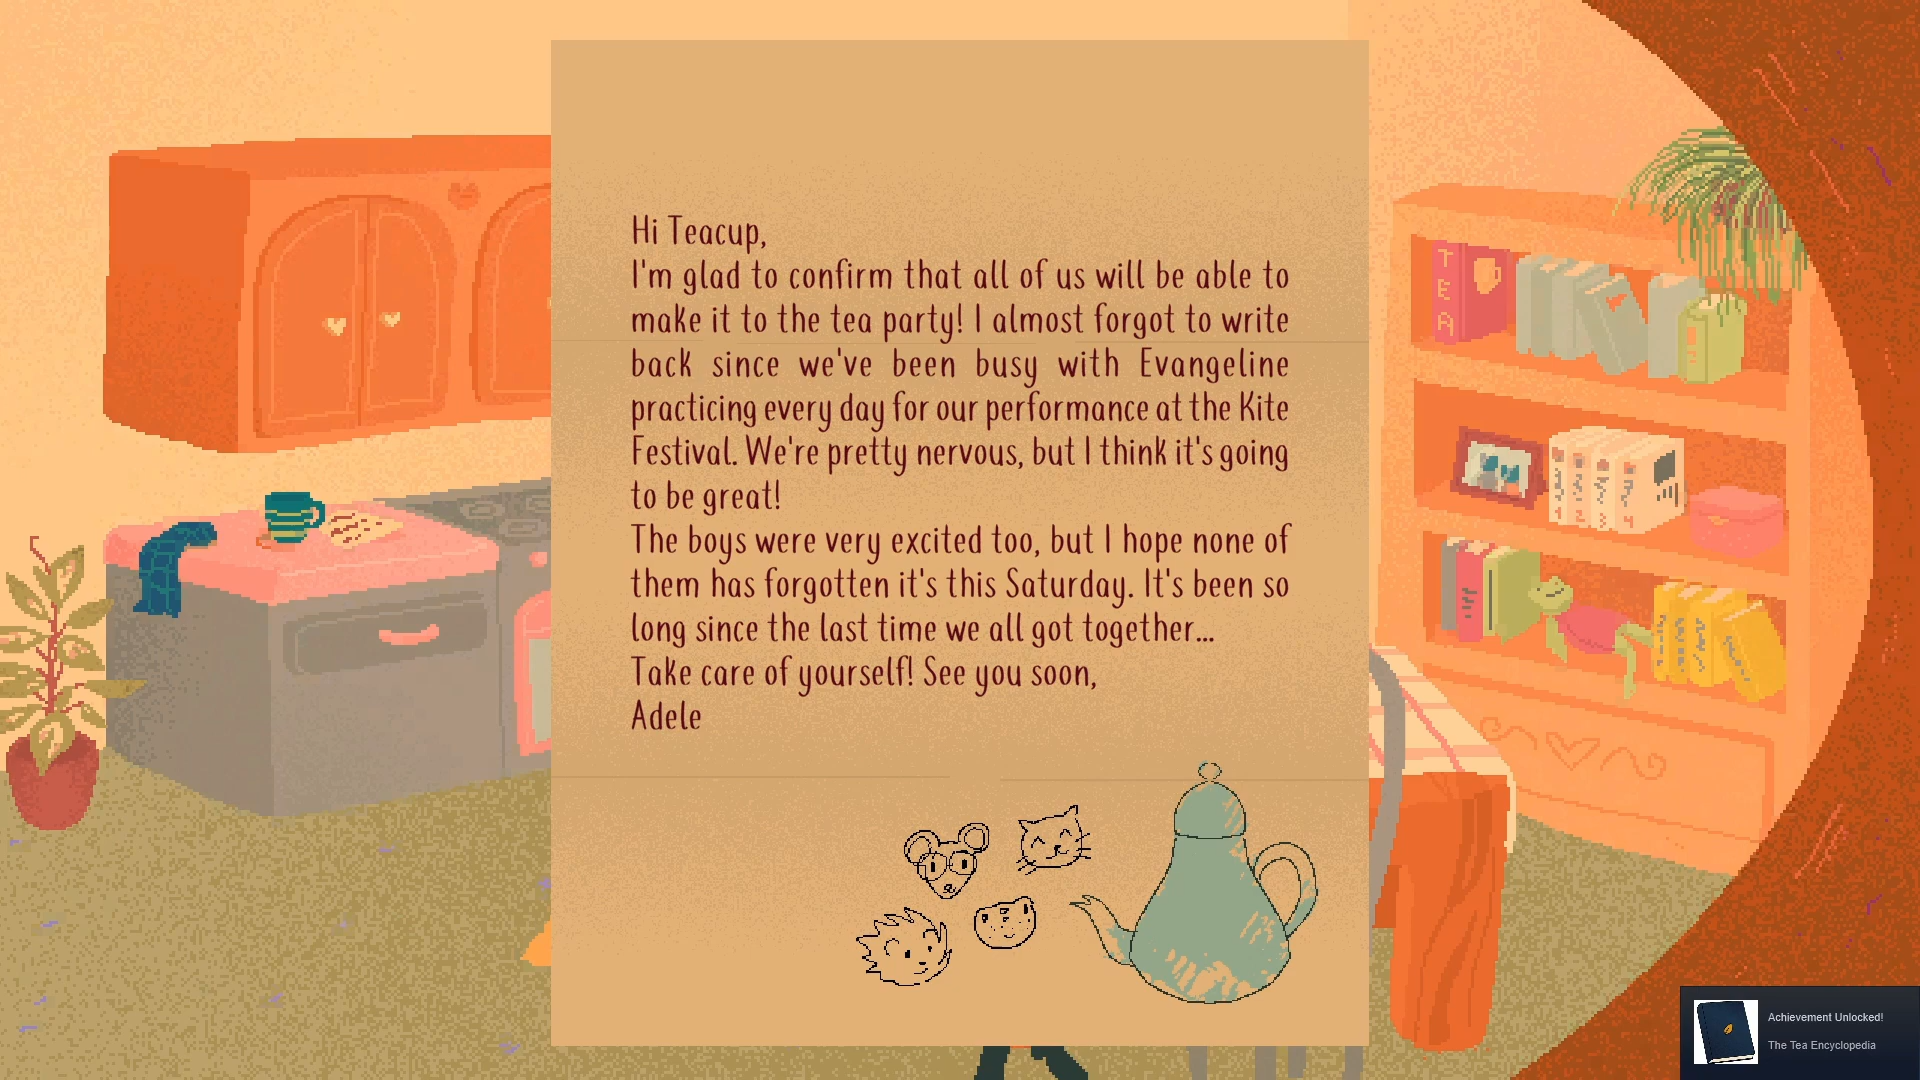 Hi Teacup,
I'm glad to confirm that all of us will be able to
make it to the tea party! I almost forgot to write
back since we've been busy with Evangeline
practicing every day for our performance at the Kite
Festival. We're pretty nervous, but I think it's going
to be great!
The boys were very excited too, but I hope none of
them has forgotten it's this Saturday. It's been so
long since the last time we all got together...
Take care of yourself! See you soon,
Adele
TEA
1 2 3 4
Achievement Unlocked!
The Tea Encyclopedia